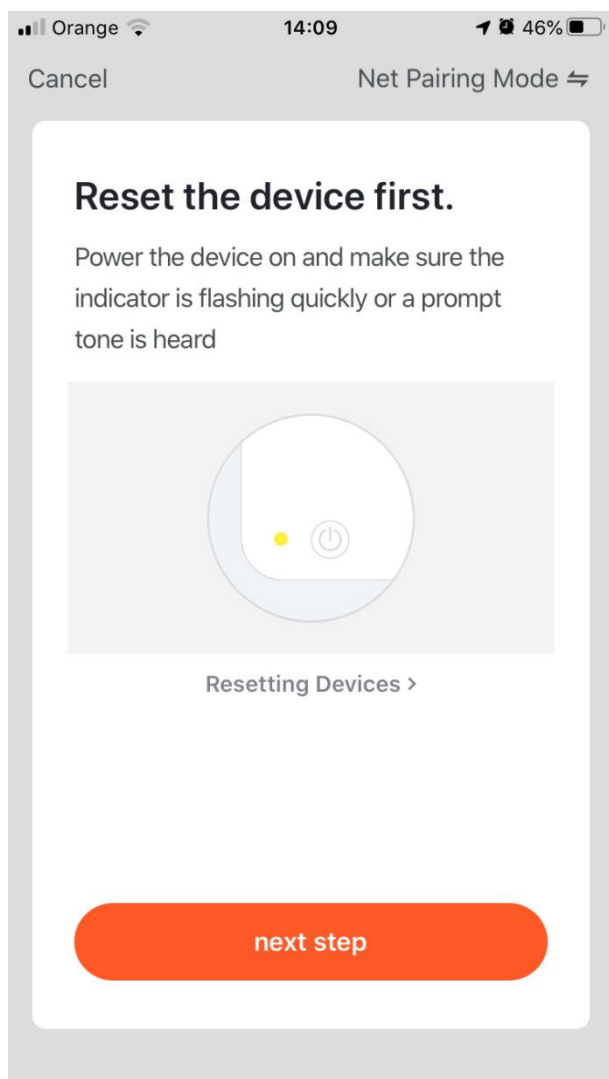 Orange 14:09 46%
Cancel Net Pairing Mode
Reset the device first.
Power the device on and make sure the
indicator is flashing quickly or a prompt
tone is heard
Resetting Devices >
next step